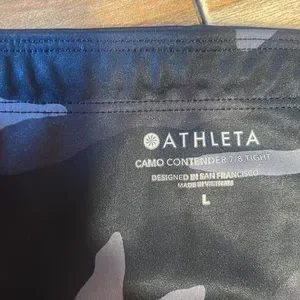 ATHLETA
CAMO CONTENDER 7/8 TIGHT
DESIGNED IN SAN FRANCISCO
MADE IN VIETNAM
L